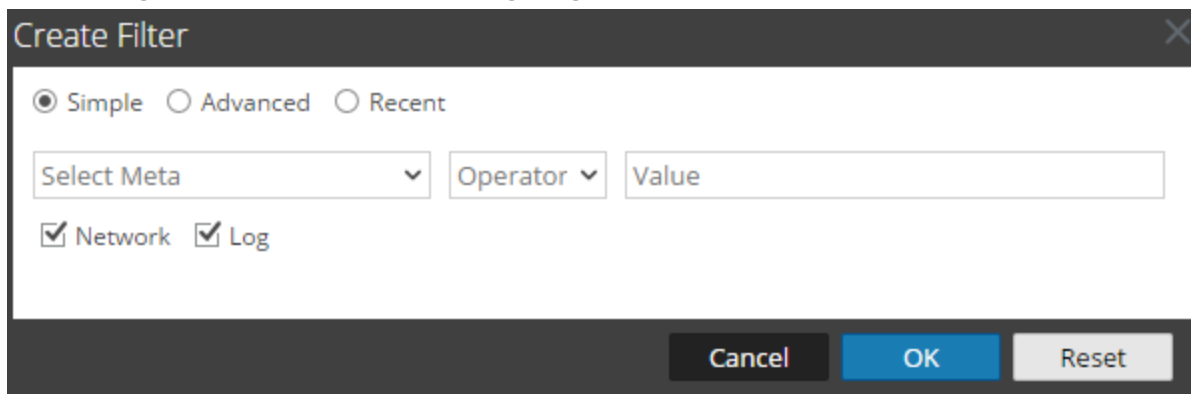 Create Filter
Simple Advanced Recent
Select Meta Operator Value
Network Log
Cancel OK Reset